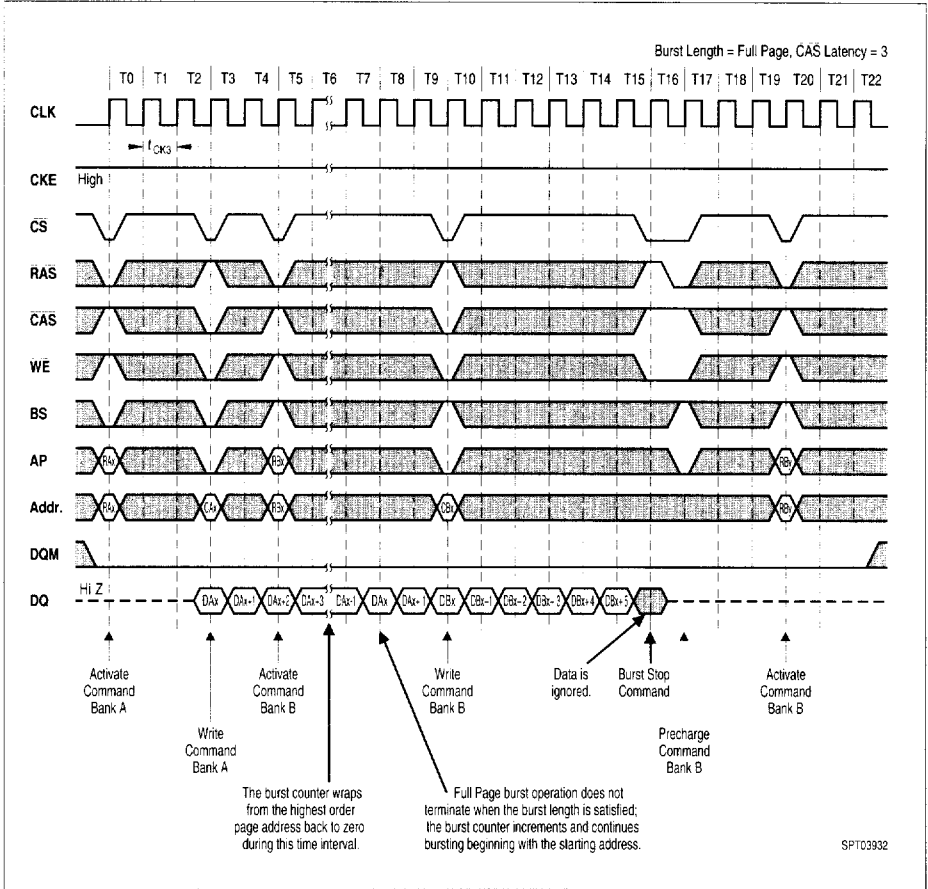 Burst Length = Full Page, C̅A̅S̅ Latency = 3
T0 T1 T2 T3 T4 T5 T6 T7 T8 T9 T10 T11 T12 T13 T14 T15 T16 T17 T18 T19 T20 T21 T22
CLK
tCK3
CKE High
C̅S̅
R̅A̅S̅
C̅A̅S̅
W̅E̅
BS
AP RAx RBx RBy
Addr. RAx CAx RBx CBx RBy
DQM
DQ Hi Z DAx DAx+1 DAx+2 DAx+3 DAx-1 DAx DAx+1 DBx DBx+1 DBx+2 DBx+3 DBx+4 DBx+5
Activate Command Bank A
Write Command Bank A
Activate Command Bank B
Write Command Bank B
Data is ignored.
Burst Stop Command
Precharge Command Bank B
Activate Command Bank B
The burst counter wraps
from the highest order
page address back to zero
during this time interval.
Full Page burst operation does not
terminate when the burst length is satisfied;
the burst counter increments and continues
bursting beginning with the starting address.
SPT03932